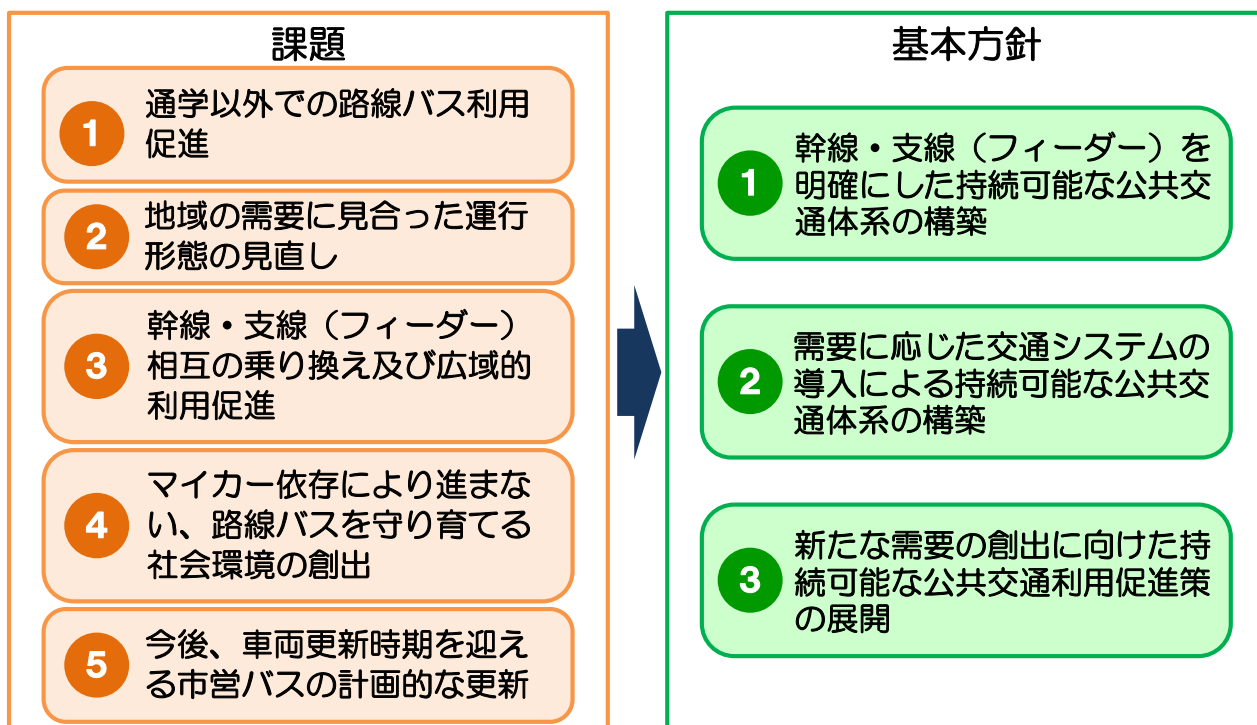 課題
1
通学以外での路線バス利用
促進
2
地域の需要に見合った運行
形態の見直し
3
幹線・支線（フィーダー）
相互の乗り換え及び広域的
利用促進
4
マイカー依存により進まな
い、路線バスを守り育てる
社会環境の創出
5
今後、車両更新時期を迎え
る市営バスの計画的な更新
基本方針
1
幹線・支線（フィーダー）を
明確にした持続可能な公共交
通体系の構築
2
需要に応じた交通システムの
導入による持続可能な公共交
通体系の構築
3
新たな需要の創出に向けた持
続可能な公共交通利用促進策
の展開